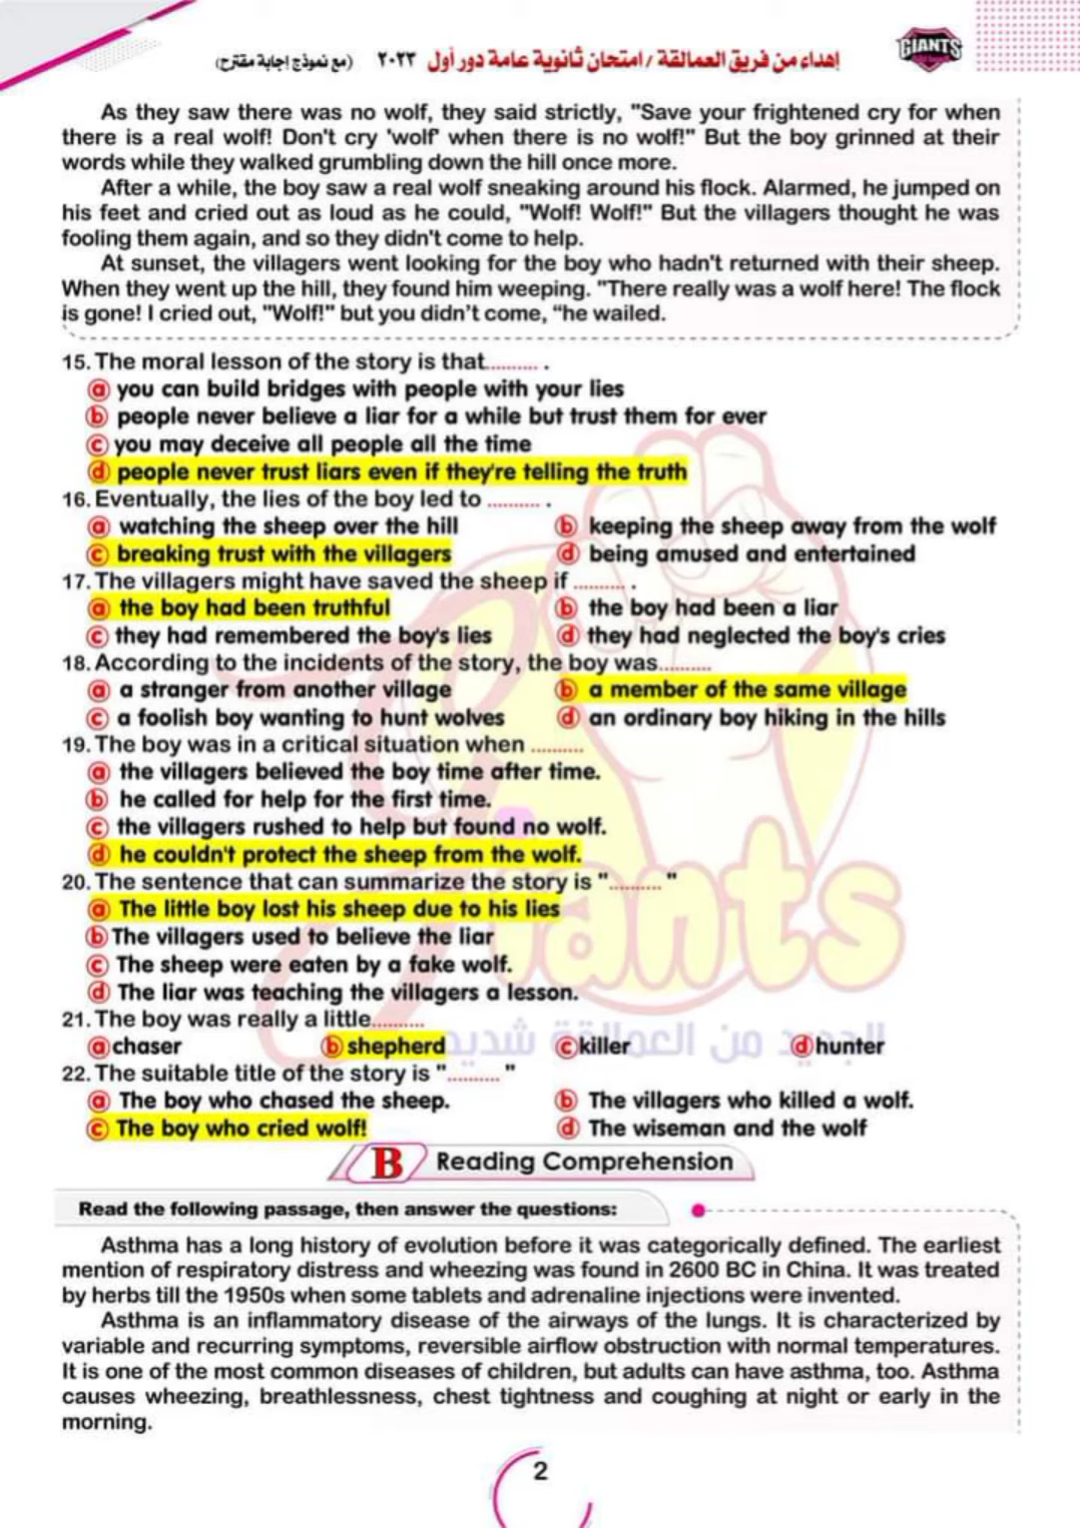 إهداء من فريق العمالقة / امتحان ثانوية عامة دور أول ٢٠٢٣ (مع نموذج إجابة مقترح)
GIANTS
As they saw there was no wolf, they said strictly, "Save your frightened cry for when
there is a real wolf! Don't cry 'wolf' when there is no wolf!" But the boy grinned at their
words while they walked grumbling down the hill once more.
After a while, the boy saw a real wolf sneaking around his flock. Alarmed, he jumped on
his feet and cried out as loud as he could, "Wolf! Wolf!" But the villagers thought he was
fooling them again, and so they didn't come to help.
At sunset, the villagers went looking for the boy who hadn't returned with their sheep.
When they went up the hill, they found him weeping. "There really was a wolf here! The flock
is gone! I cried out, "Wolf!" but you didn't come, “he wailed.
15. The moral lesson of the story is that.......... .
a you can build bridges with people with your lies
b people never believe a liar for a while but trust them for ever
c you may deceive all people all the time
d people never trust liars even if they're telling the truth
16. Eventually, the lies of the boy led to .......... .
a watching the sheep over the hill b keeping the sheep away from the wolf
c breaking trust with the villagers d being amused and entertained
17. The villagers might have saved the sheep if .......... .
a the boy had been truthful b the boy had been a liar
c they had remembered the boy's lies d they had neglected the boy's cries
18. According to the incidents of the story, the boy was..........
a a stranger from another village b a member of the same village
c a foolish boy wanting to hunt wolves d an ordinary boy hiking in the hills
19. The boy was in a critical situation when ..........
a the villagers believed the boy time after time.
b he called for help for the first time.
c the villagers rushed to help but found no wolf.
d he couldn't protect the sheep from the wolf.
20. The sentence that can summarize the story is ".......... "
a The little boy lost his sheep due to his lies
b The villagers used to believe the liar
c The sheep were eaten by a fake wolf.
d The liar was teaching the villagers a lesson.
21. The boy was really a little..........
a chaser b shepherd c killer d hunter
22. The suitable title of the story is ".......... "
a The boy who chased the sheep. b The villagers who killed a wolf.
c The boy who cried wolf! d The wiseman and the wolf
B Reading Comprehension
Read the following passage, then answer the questions:
Asthma has a long history of evolution before it was categorically defined. The earliest
mention of respiratory distress and wheezing was found in 2600 BC in China. It was treated
by herbs till the 1950s when some tablets and adrenaline injections were invented.
Asthma is an inflammatory disease of the airways of the lungs. It is characterized by
variable and recurring symptoms, reversible airflow obstruction with normal temperatures.
It is one of the most common diseases of children, but adults can have asthma, too. Asthma
causes wheezing, breathlessness, chest tightness and coughing at night or early in the
morning.
2
Giants
الجديد من العمالقة شديد